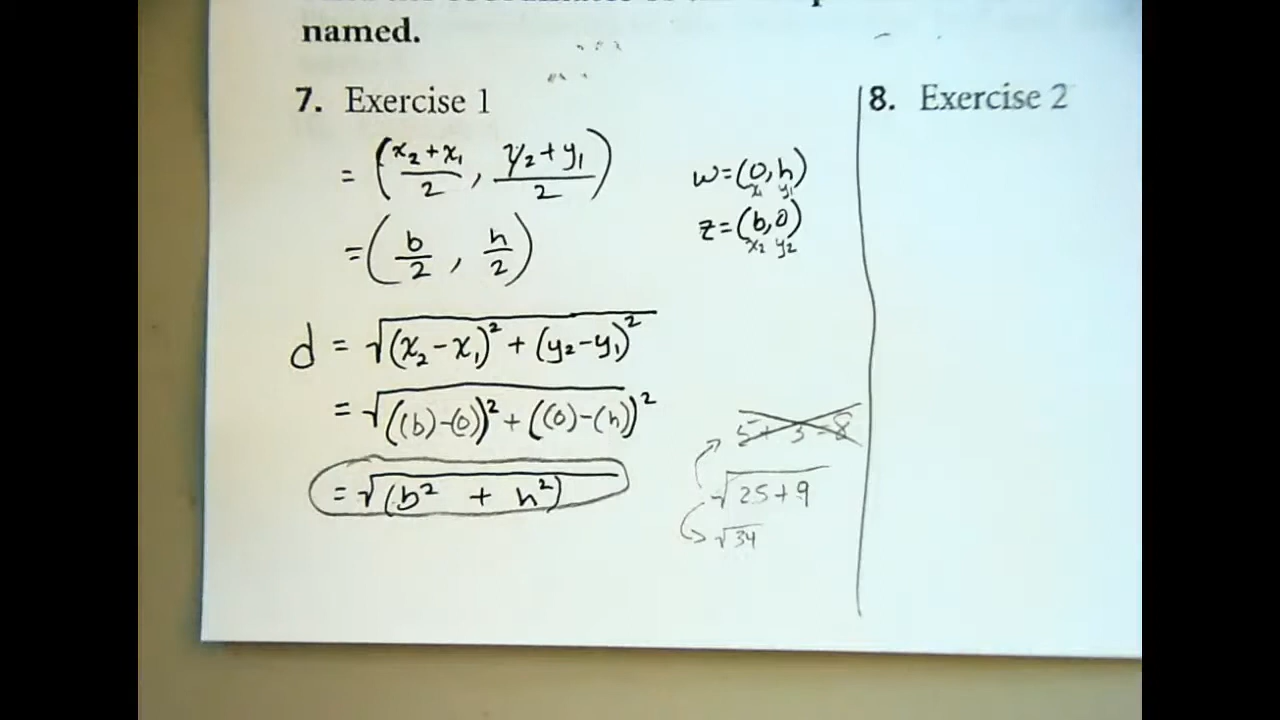 named.
7. Exercise 1
= ( x₂ + x₁ / 2 , y₂ + y₁ / 2 )
= ( b / 2 , h / 2 )
d = √(x₂ - x₁)² + (y₂ - y₁)²
= √((b) - (0))² + ((0) - (h))²
= √(b² + h²)
w = (0, h)
x₁ y₁
z = (b, 0)
x₂ y₂
5 + 3 = 8
√25 + 9
√34
8. Exercise 2